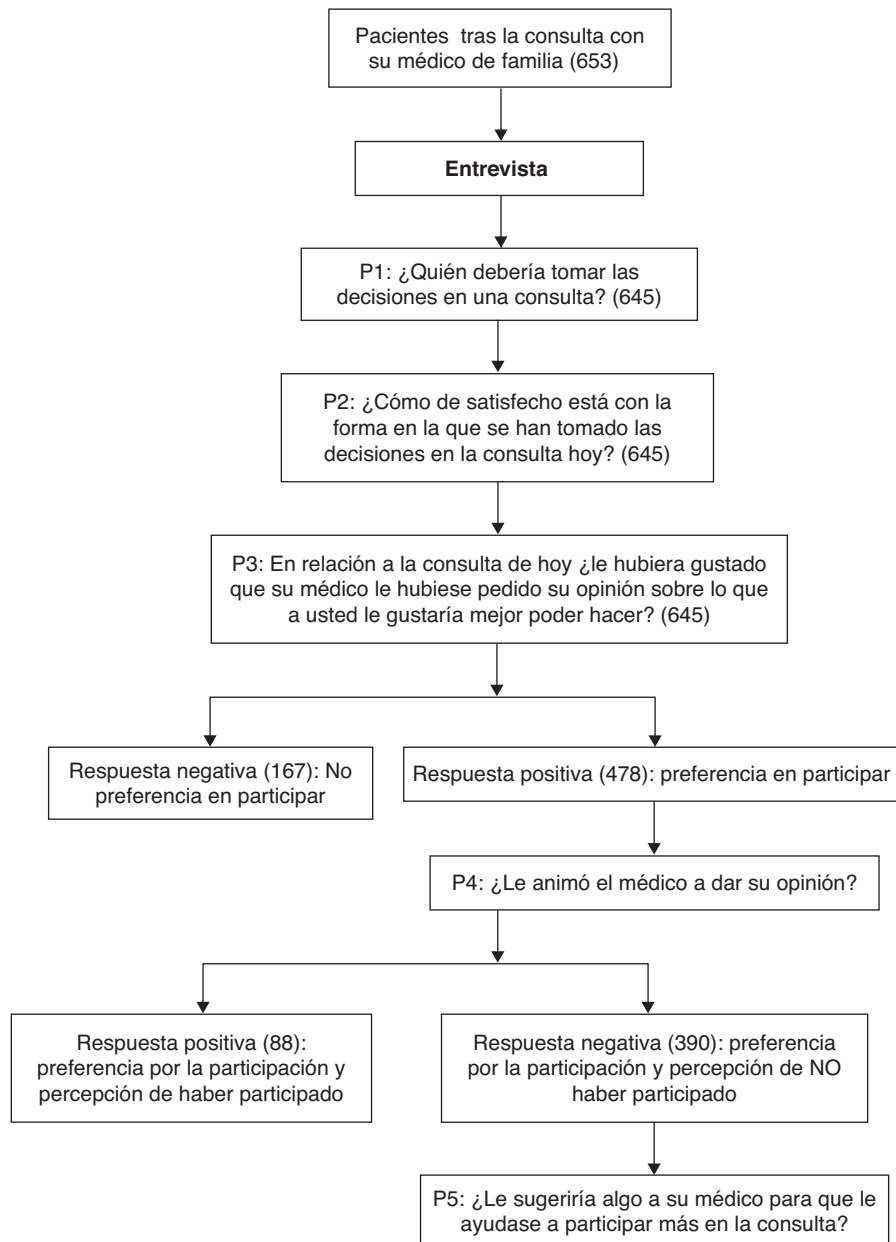 Pacientes tras la consulta con
su médico de familia (653)
Entrevista
P1: ¿Quién debería tomar las
decisiones en una consulta? (645)
P2: ¿Cómo de satisfecho está con la
forma en la que se han tomado las
decisiones en la consulta hoy? (645)
P3: En relación a la consulta de hoy ¿le hubiera gustado
que su médico le hubiese pedido su opinión sobre lo que
a usted le gustaría mejor poder hacer? (645)
Respuesta negativa (167): No
preferencia en participar
Respuesta positiva (478): preferencia en participar
P4: ¿Le animó el médico a dar su opinión?
Respuesta positiva (88):
preferencia por la participación y
percepción de haber participado
Respuesta negativa (390): preferencia
por la participación y percepción de NO
haber participado
P5: ¿Le sugeriría algo a su médico para que le
ayudase a participar más en la consulta?